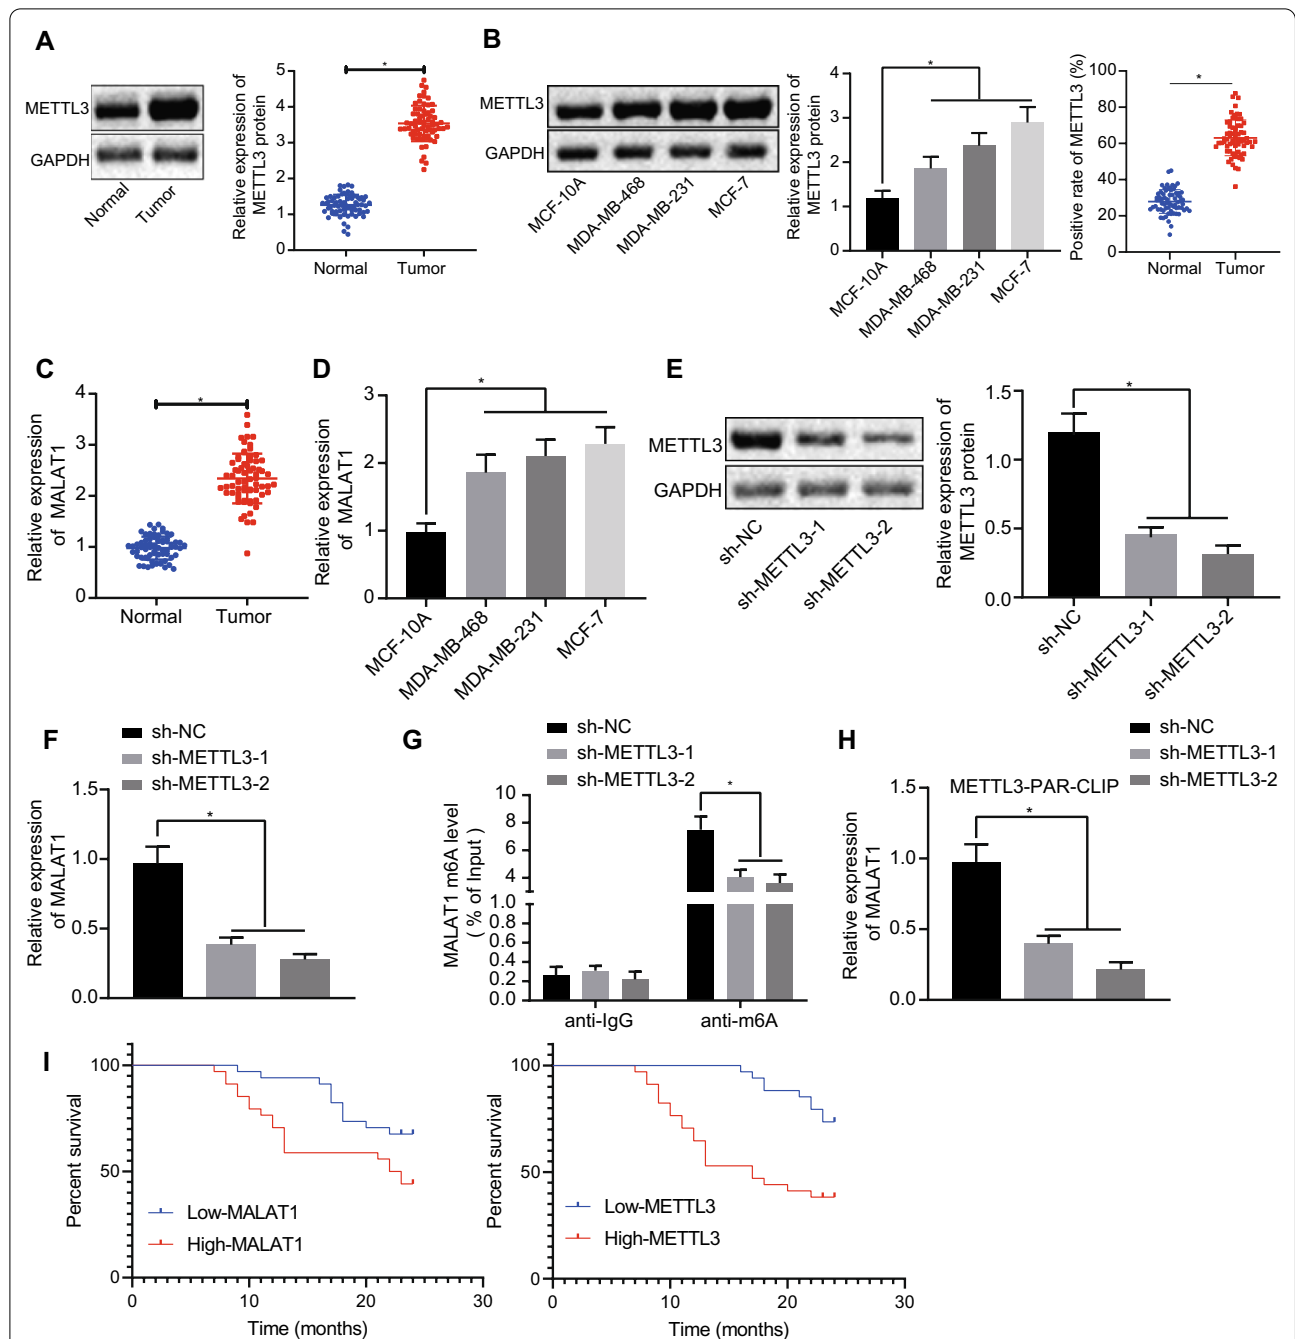 A
METTL3
GAPDH
Normal
Tumor
Relative expression of
METTL3 protein
5
4
3
2
1
0
*
Normal
Tumor
B
METTL3
GAPDH
MCF-10A
MDA-MB-468
MDA-MB-231
MCF-7
Relative expression of
METTL3 protein
4
3
2
1
0
*
MCF-10A
MDA-MB-468
MDA-MB-231
MCF-7
Positive rate of METTL3 (%)
100
80
60
40
20
0
*
Normal
Tumor
C
Relative expression
of MALAT1
4
3
2
1
0
*
Normal
Tumor
D
Relative expression
of MALAT1
3
2
1
0
*
MCF-10A
MDA-MB-468
MDA-MB-231
MCF-7
E
METTL3
GAPDH
sh-NC
sh-METTL3-1
sh-METTL3-2
Relative expression of
METTL3 protein
1.5
1.0
0.5
0.0
*
sh-NC
sh-METTL3-1
sh-METTL3-2
F
sh-NC
sh-METTL3-1
sh-METTL3-2
Relative expression
of MALAT1
1.5
1.0
0.5
0.0
*
G
sh-NC
sh-METTL3-1
sh-METTL3-2
MALAT1 m6A level
( % of Input )
10
8
6
4
1.0
0.8
0.6
0.4
0.2
0.0
*
anti-IgG
anti-m6A
H
sh-NC
sh-METTL3-1
sh-METTL3-2
METTL3-PAR-CLIP
Relative expression
of MALAT1
1.5
1.0
0.5
0.0
*
I
Percent survival
100
50
0
Low-MALAT1
High-MALAT1
0
10
20
30
Time (months)
Percent survival
100
50
0
Low-METTL3
High-METTL3
0
10
20
30
Time (months)